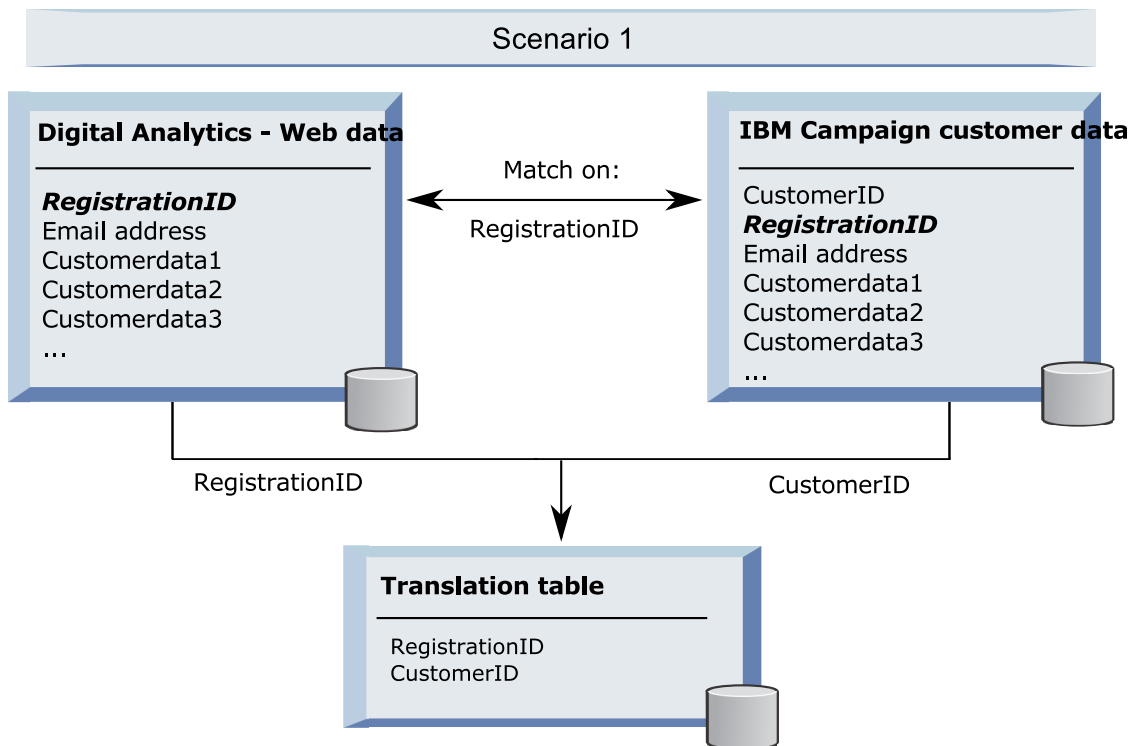 Scenario 1
Digital Analytics - Web data
RegistrationID
Email address
Customerdata1
Customerdata2
Customerdata3
...
Match on:
RegistrationID
IBM Campaign customer data
CustomerID
RegistrationID
Email address
Customerdata1
Customerdata2
Customerdata3
...
RegistrationID
CustomerID
Translation table
RegistrationID
CustomerID